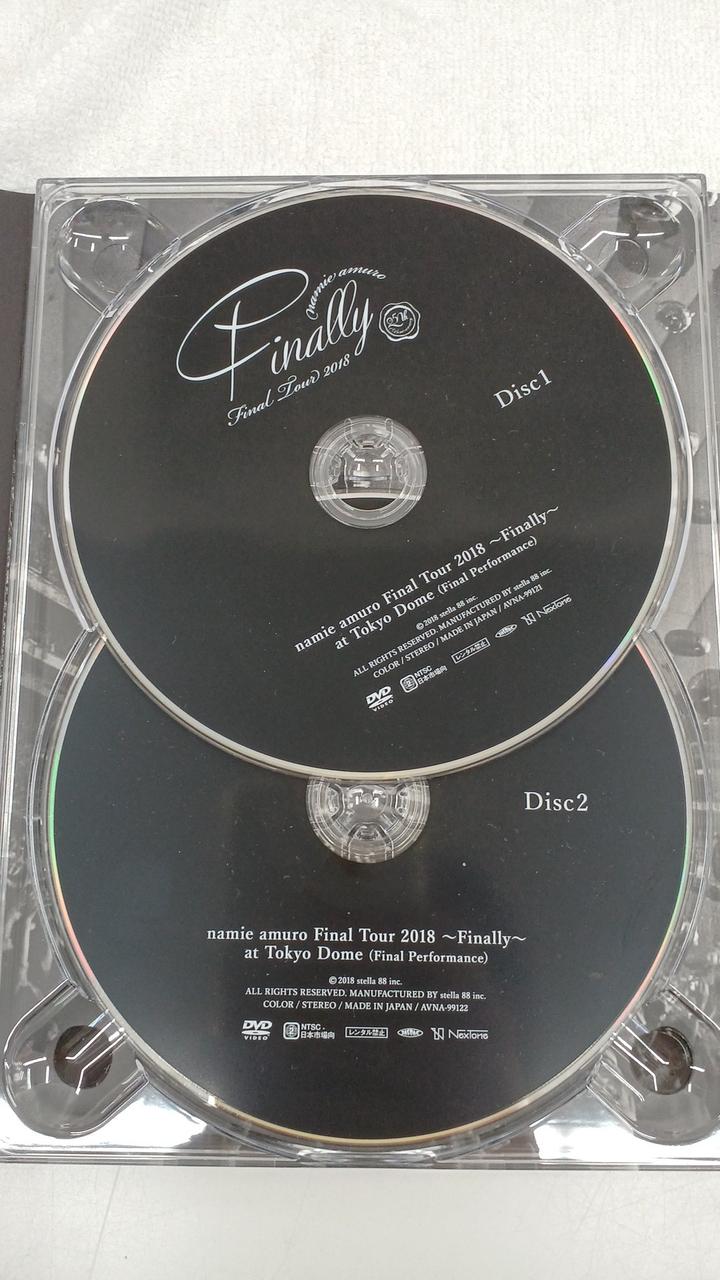 namie amuro
Finally
Final Tour 2018
Disc1
namie amuro Final Tour 2018 ～Finally～
at Tokyo Dome (Final Performance)
©2018 stella 88 inc.
ALL RIGHTS RESERVED. MANUFACTURED BY stella 88 inc.
COLOR / STEREO / MADE IN JAPAN / AVNA-99121
DVD VIDEO
2 NTSC 日本市場向
レンタル禁止
NexTone
Disc2
namie amuro Final Tour 2018 ～Finally～
at Tokyo Dome (Final Performance)
©2018 stella 88 inc.
ALL RIGHTS RESERVED. MANUFACTURED BY stella 88 inc.
COLOR / STEREO / MADE IN JAPAN / AVNA-99122
DVD VIDEO
2 NTSC 日本市場向
レンタル禁止
NexTone